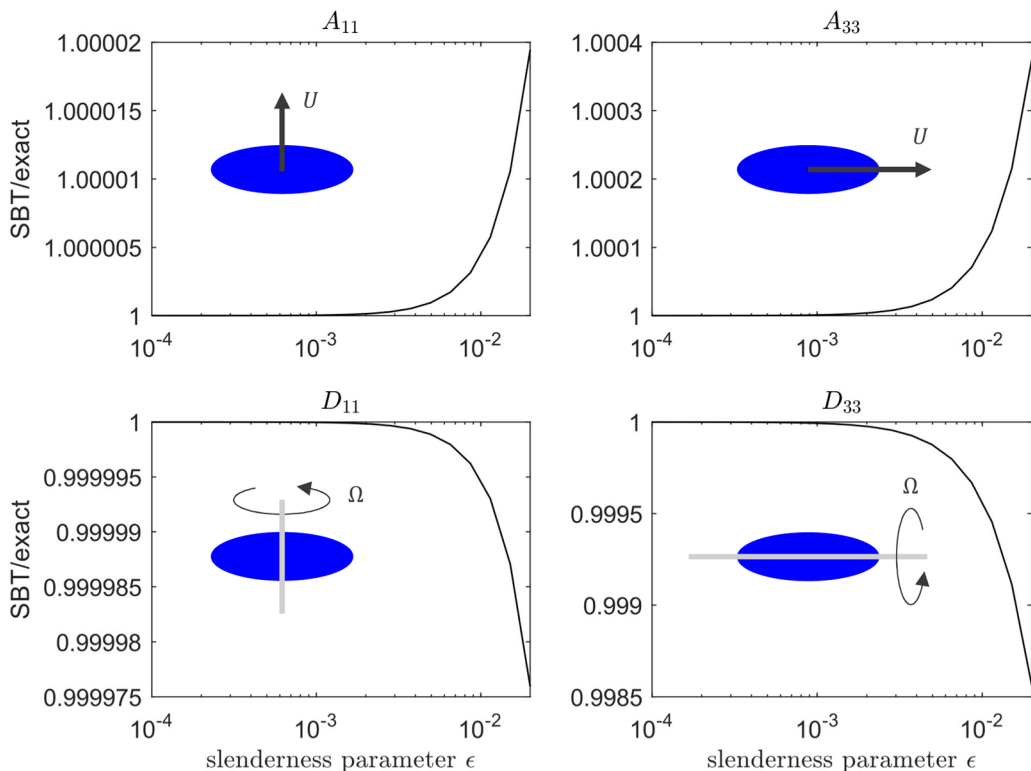 A₁₁
SBT/exact
1.00002
1.000015
1.00001
1.000005
1
U
10⁻⁴
10⁻³
10⁻²
A₃₃
1.0004
1.0003
1.0002
1.0001
1
U
10⁻⁴
10⁻³
10⁻²
D₁₁
SBT/exact
1
0.999995
0.99999
0.999985
0.99998
0.999975
Ω
10⁻⁴
10⁻³
10⁻²
slenderness parameter ϵ
D₃₃
1
0.9995
0.999
0.9985
Ω
10⁻⁴
10⁻³
10⁻²
slenderness parameter ϵ